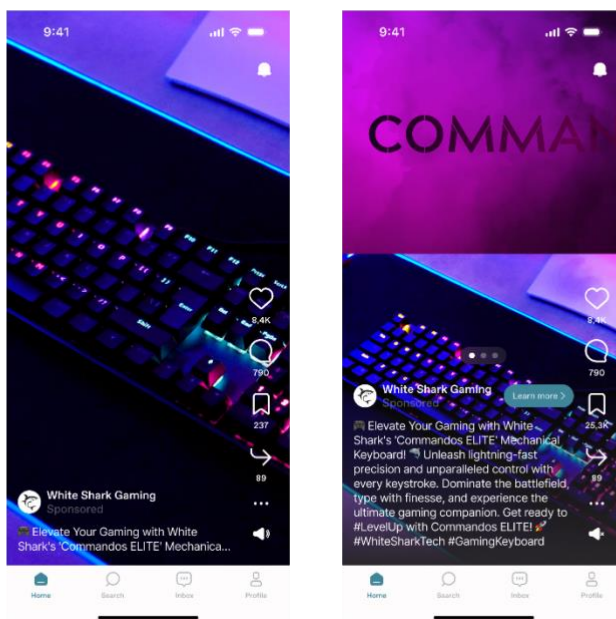 9:41
8,4K
790
237
89
White Shark Gaming
Sponsored
🎮 Elevate Your Gaming with White
Shark's 'Commandos ELITE' Mechanica...
Home Search Inbox Profile
9:41
COMMAN
8,4K
790
White Shark Gaming
Sponsored
Learn more >
25,3K
🎮 Elevate Your Gaming with White
Shark's 'Commandos ELITE' Mechanical
Keyboard! 🦈 Unleash lightning-fast
precision and unparalleled control with
every keystroke. Dominate the battlefield,
type with finesse, and experience the
ultimate gaming companion. Get ready to
#LevelUp with Commandos ELITE! 🚀
#WhiteSharkTech #GamingKeyboard
89
Home Search Inbox Profile